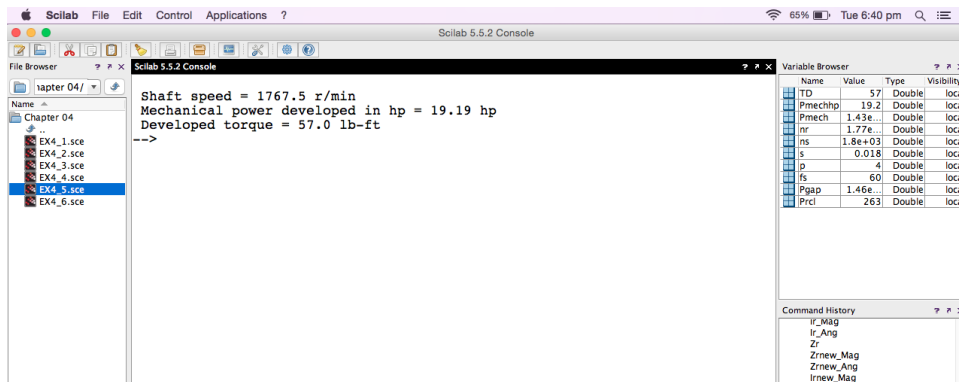 Scilab File Edit Control Applications ? 65% Tue 6:40 pm
Scilab 5.5.2 Console
File Browser ? ↗ X
apter 04/
Name
Chapter 04
..
EX4_1.sce
EX4_2.sce
EX4_3.sce
EX4_4.sce
EX4_5.sce
EX4_6.sce
Scilab 5.5.2 Console ? ↗ X
Shaft speed = 1767.5 r/min
Mechanical power developed in hp = 19.19 hp
Developed torque = 57.0 lb-ft
-->
Variable Browser ? ↗
Name Value Type Visibility
TD 57 Double loca
Pmechhp 19.2 Double loca
Pmech 1.43e... Double loca
nr 1.77e... Double loca
ns 1.8e+03 Double loca
s 0.018 Double loca
p 4 Double loca
fs 60 Double loca
Pgap 1.46e... Double loca
Prcl 263 Double loca
Command History ? ↗
Ir_Mag
Ir_Ang
Zr
Zrnew_Mag
Zrnew_Ang
Irnew_Mag